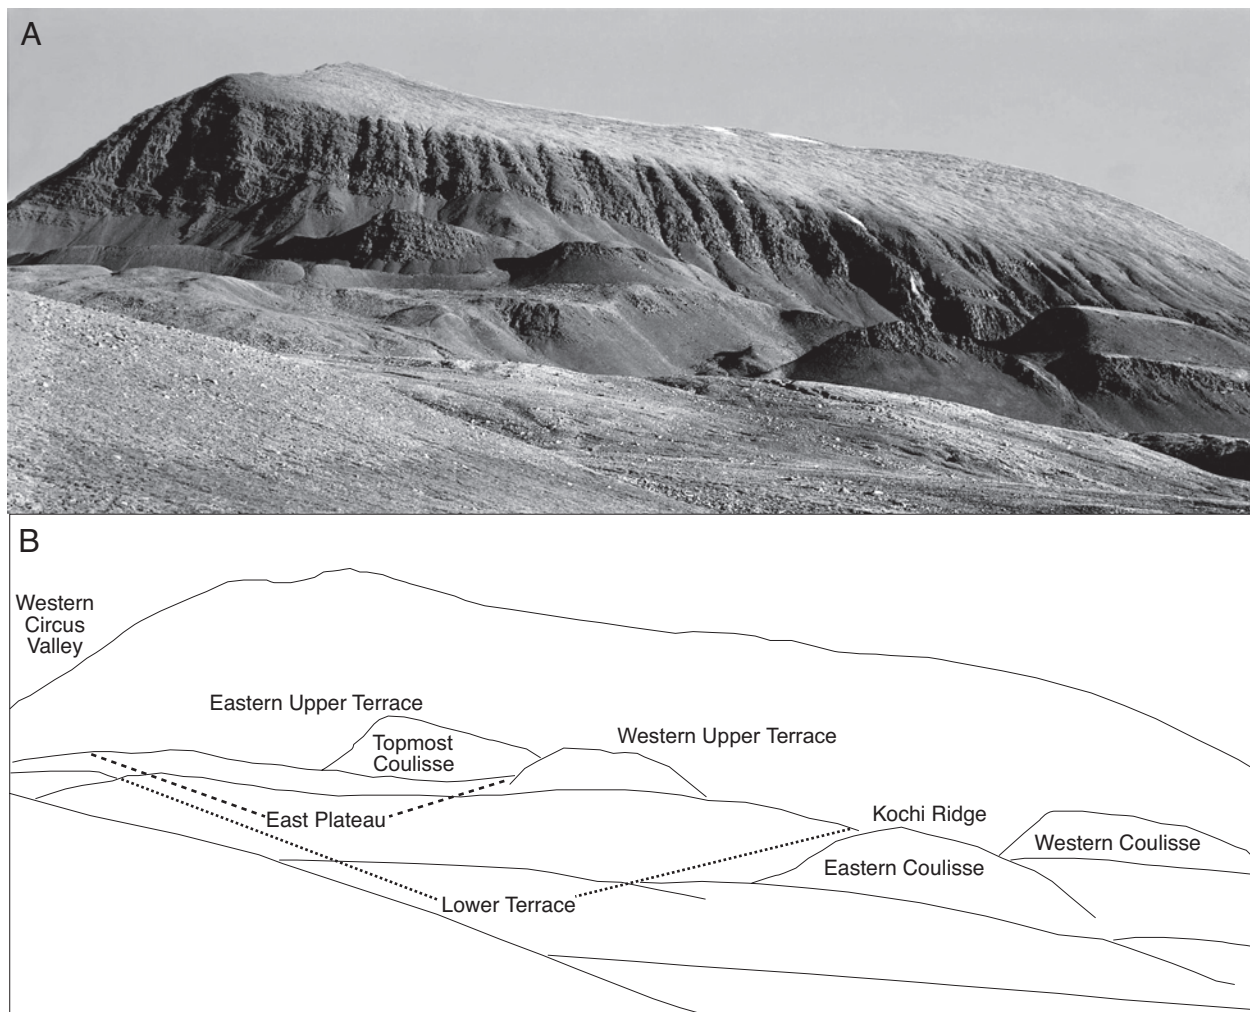 A
B
Western
Circus
Valley
Eastern Upper Terrace
Topmost
Coulisse
Western Upper Terrace
East Plateau
Kochi Ridge
Western Coulisse
Eastern Coulisse
Lower Terrace